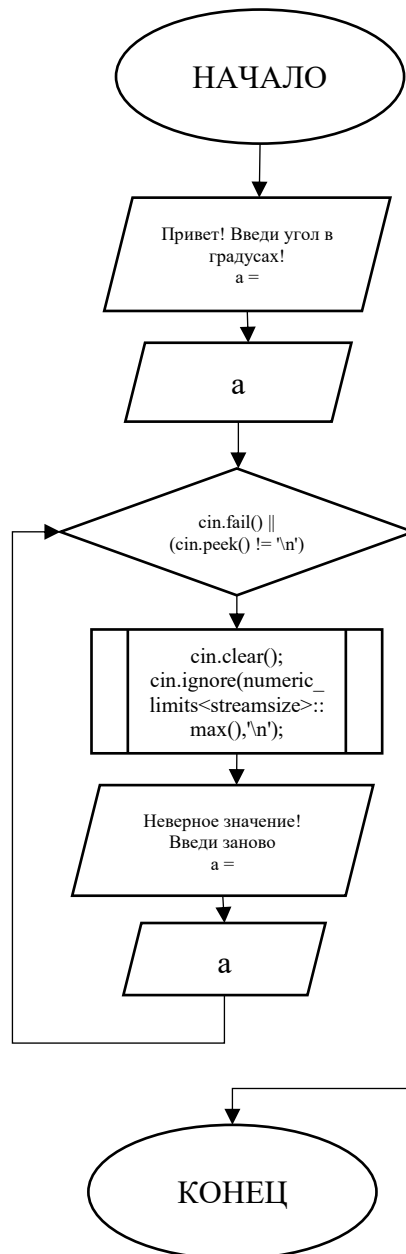 НАЧАЛО
Привет! Введи угол в
градусах!
a =
a
cin.fail() ||
(cin.peek() != '\n')
cin.clear();
cin.ignore(numeric_
limits<streamsize>::
max(),'\n');
Неверное значение!
Введи заново
a =
a
КОНЕЦ